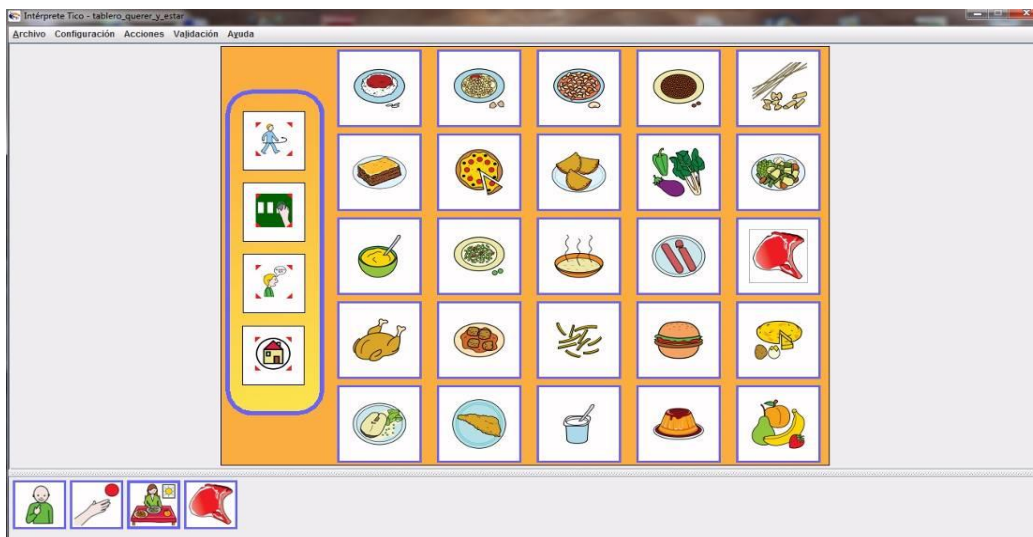 Intérprete Tico - tablero_querer_y_estar
Archivo Configuración Acciones Validación Ayuda